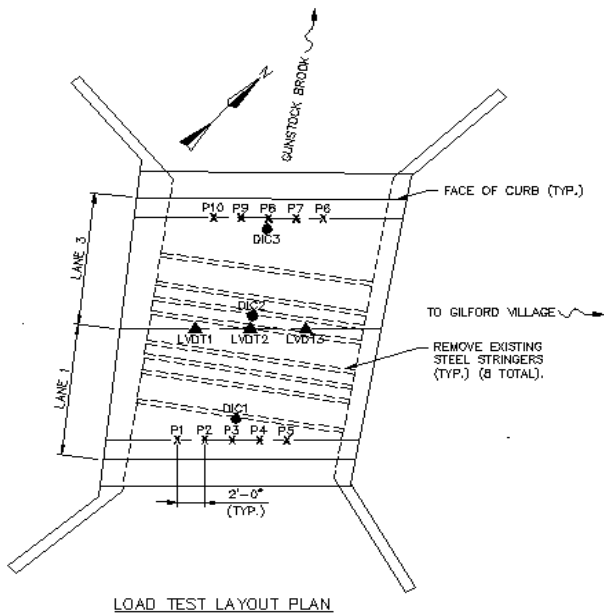 N
GUNSTOCK BROOK
P10 P9 P8 P7 P6
FACE OF CURB (TYP.)
DIC3
LANE 3
DIC2
TO GILFORD VILLAGE
LVDT1 LVDT2 LVDT3
REMOVE EXISTING
STEEL STRINGERS
(TYP.) (8 TOTAL).
LANE 1
DIC1
P1 P2 P3 P4 P5
2'-0"
(TYP.)
LOAD TEST LAYOUT PLAN